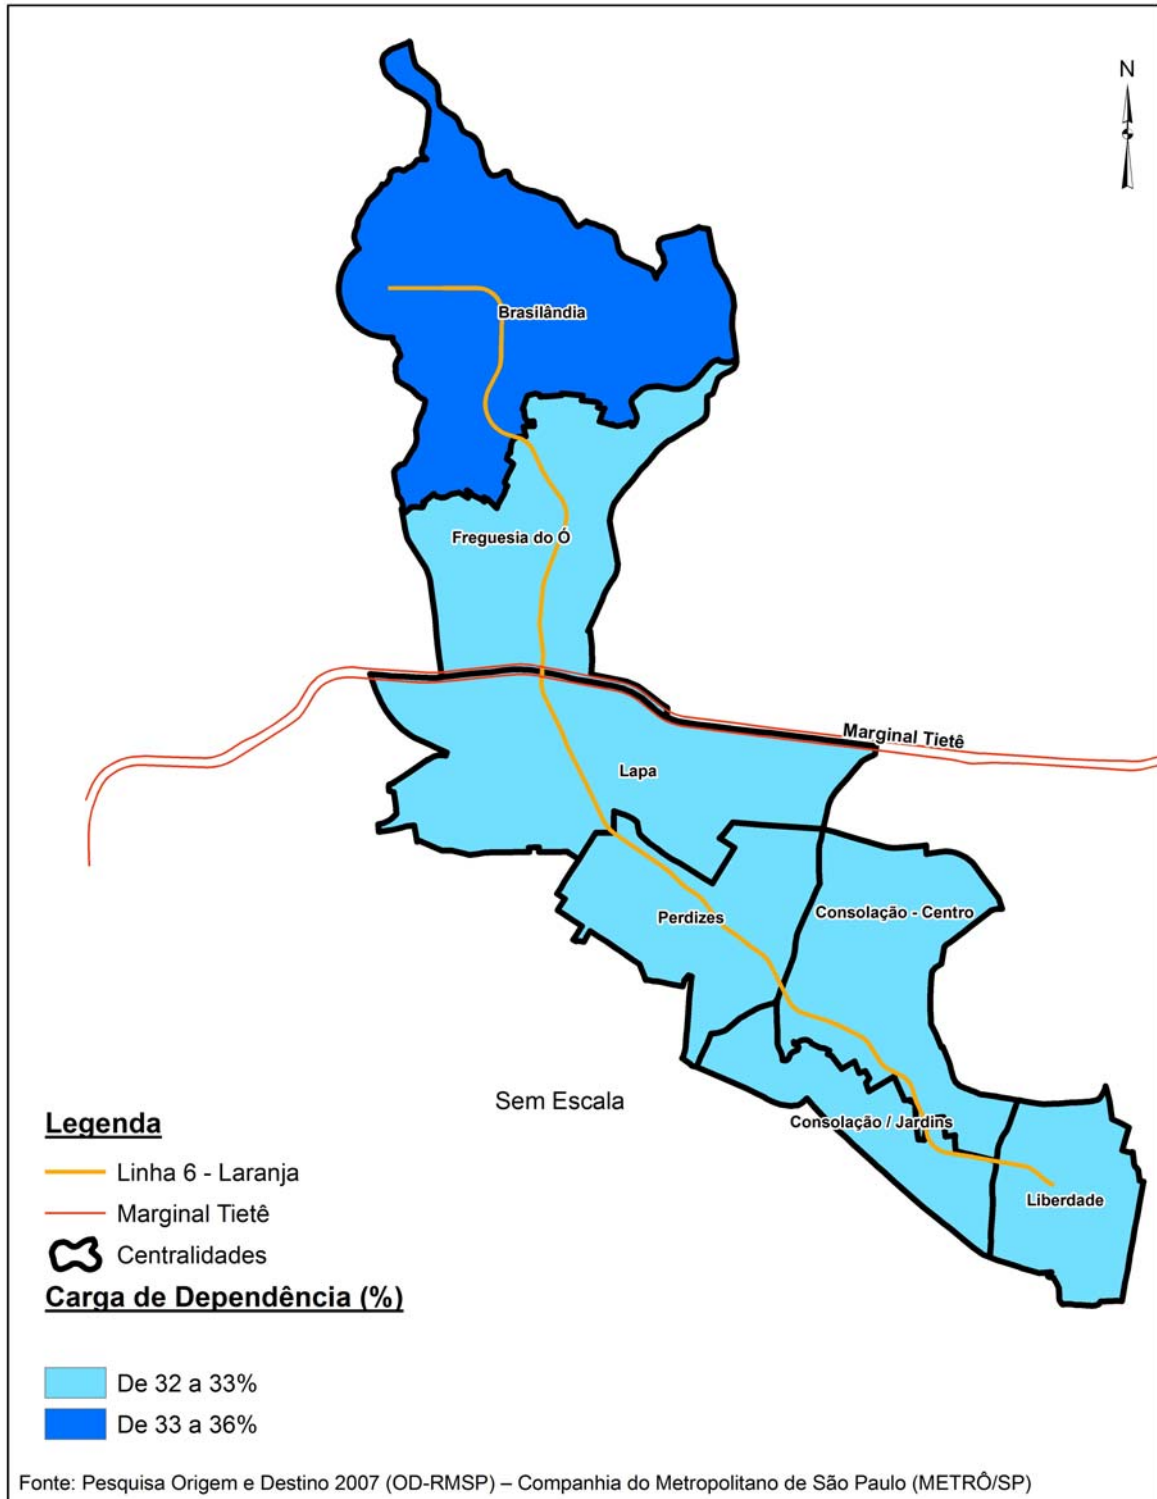 N
Brasilândia
Freguesia do Ó
Marginal Tietê
Lapa
Perdizes
Consolação - Centro
Sem Escala
Consolação / Jardins
Liberdade
Legenda
Linha 6 - Laranja
Marginal Tietê
Centralidades
Carga de Dependência (%)
De 32 a 33%
De 33 a 36%
Fonte: Pesquisa Origem e Destino 2007 (OD-RMSP) – Companhia do Metropolitano de São Paulo (METRÔ/SP)